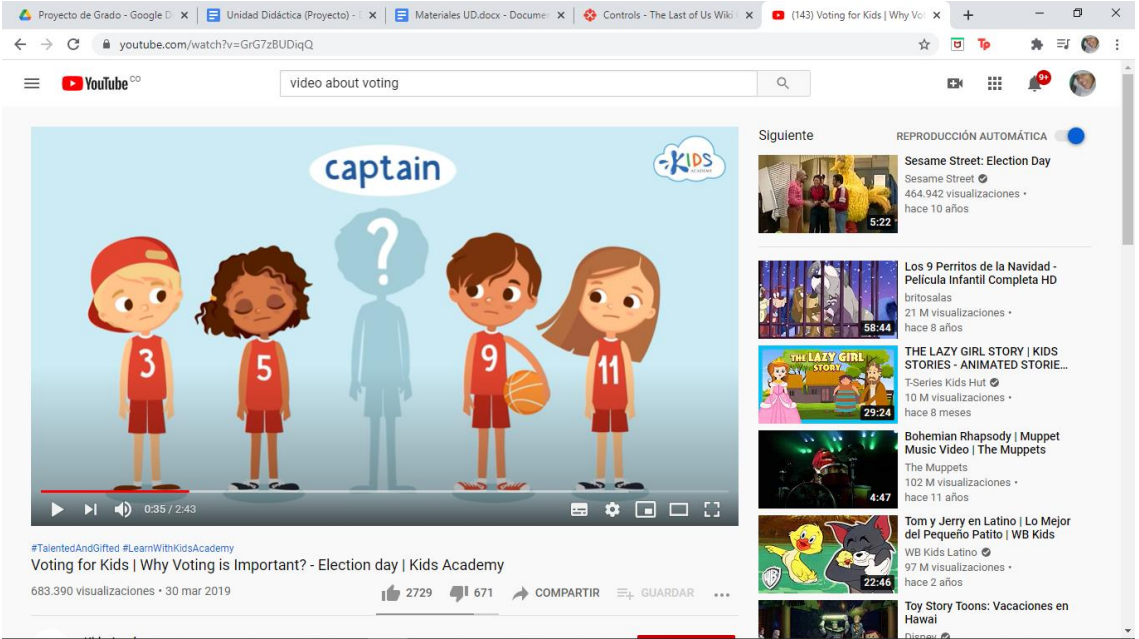 Proyecto de Grado - Google D
Unidad Didáctica (Proyecto) -
Materiales UD.docx - Documen
Controls - The Last of Us Wiki
(143) Voting for Kids | Why Vo
youtube.com/watch?v=GrG7zBUDiqQ
YouTube CO
video about voting
9+
captain
KIDS
ACADEMY
?
3
5
9
11
0:35 / 2:43
#TalentedAndGifted #LearnWithKidsAcademy
Voting for Kids | Why Voting is Important? - Election day | Kids Academy
683.390 visualizaciones • 30 mar 2019
2729
671
COMPARTIR
GUARDAR
Siguiente
REPRODUCCIÓN AUTOMÁTICA
5:22
Sesame Street: Election Day
Sesame Street
464.942 visualizaciones •
hace 10 años
58:44
Los 9 Perritos de la Navidad -
Película Infantil Completa HD
britosalas
21 M visualizaciones •
hace 8 años
THE LAZY GIRL
STORY
29:24
THE LAZY GIRL STORY | KIDS
STORIES - ANIMATED STORIE...
T-Series Kids Hut
10 M visualizaciones •
hace 8 meses
4:47
Bohemian Rhapsody | Muppet
Music Video | The Muppets
The Muppets
102 M visualizaciones •
hace 11 años
WB
22:46
Tom y Jerry en Latino | Lo Mejor
del Pequeño Patito | WB Kids
WB Kids Latino
97 M visualizaciones •
hace 2 años
Toy Story Toons: Vacaciones en
Hawai
Disney